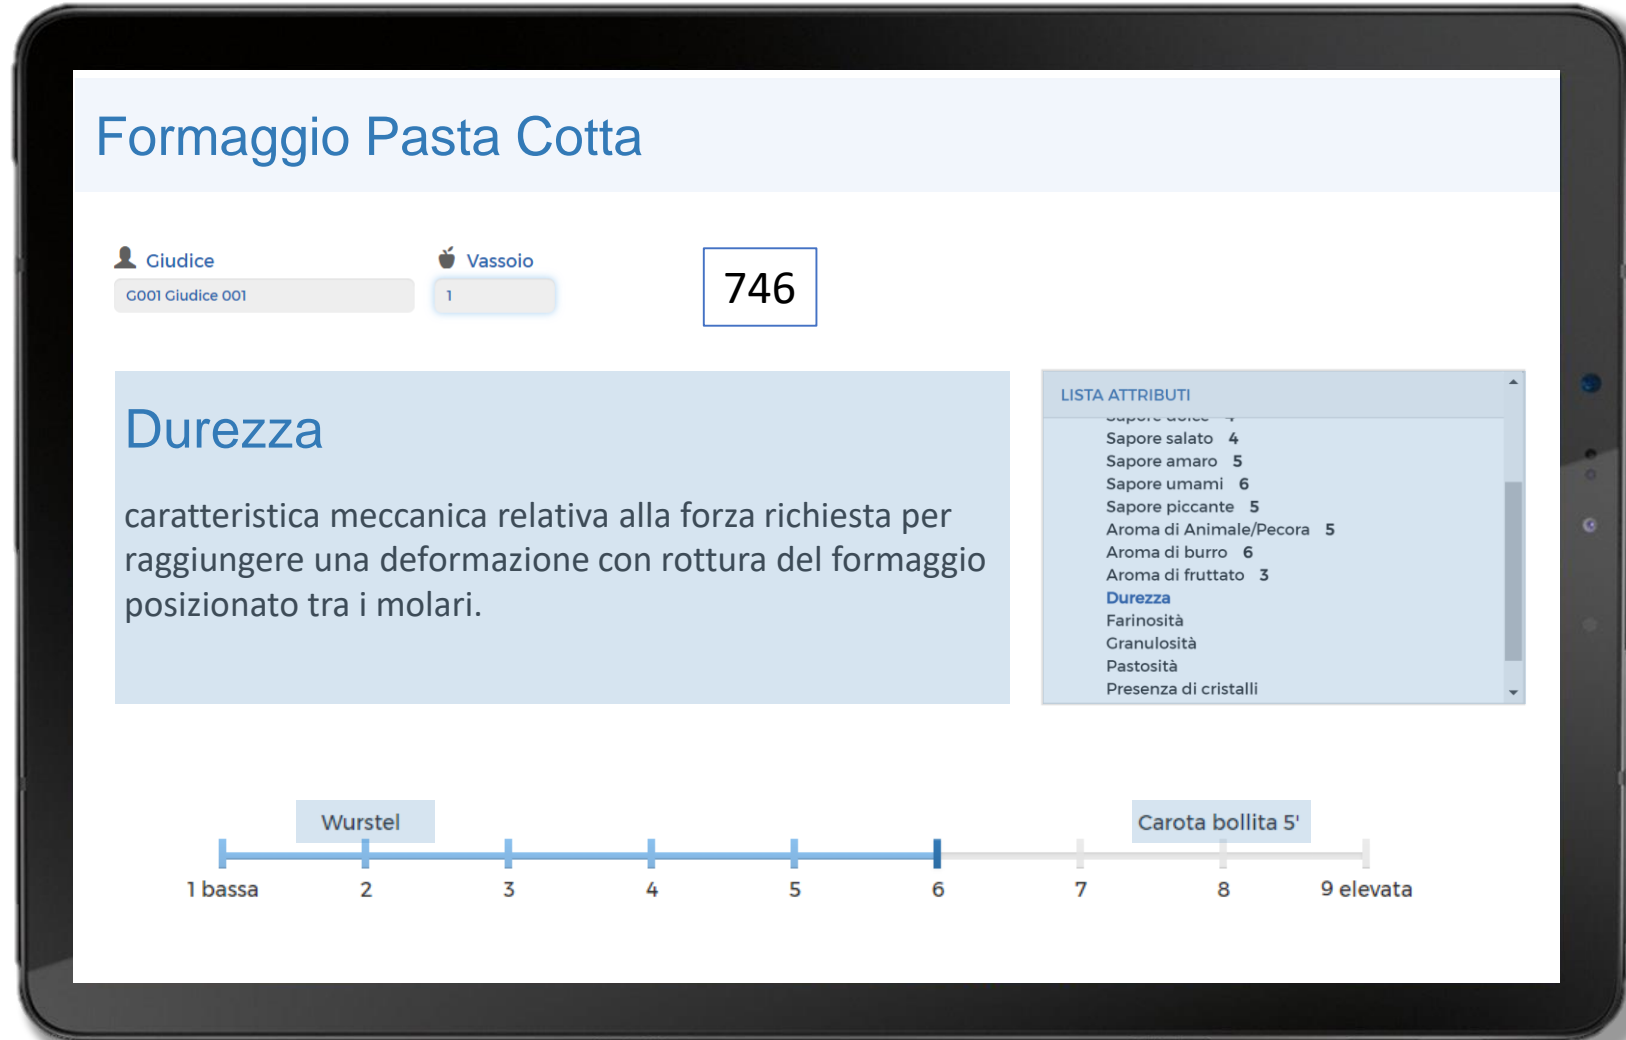 Formaggio Pasta Cotta
Giudice
Vassoio
G001 Giudice 001
1
746
Durezza
caratteristica meccanica relativa alla forza richiesta per
raggiungere una deformazione con rottura del formaggio
posizionato tra i molari.
LISTA ATTRIBUTI
Sapore dolce 4
Sapore salato 4
Sapore amaro 5
Sapore umami 6
Sapore piccante 5
Aroma di Animale/Pecora 5
Aroma di burro 6
Aroma di fruttato 3
Durezza
Farinosità
Granulosità
Pastosità
Presenza di cristalli
Wurstel
Carota bollita 5'
1 bassa 2 3 4 5 6 7 8 9 elevata